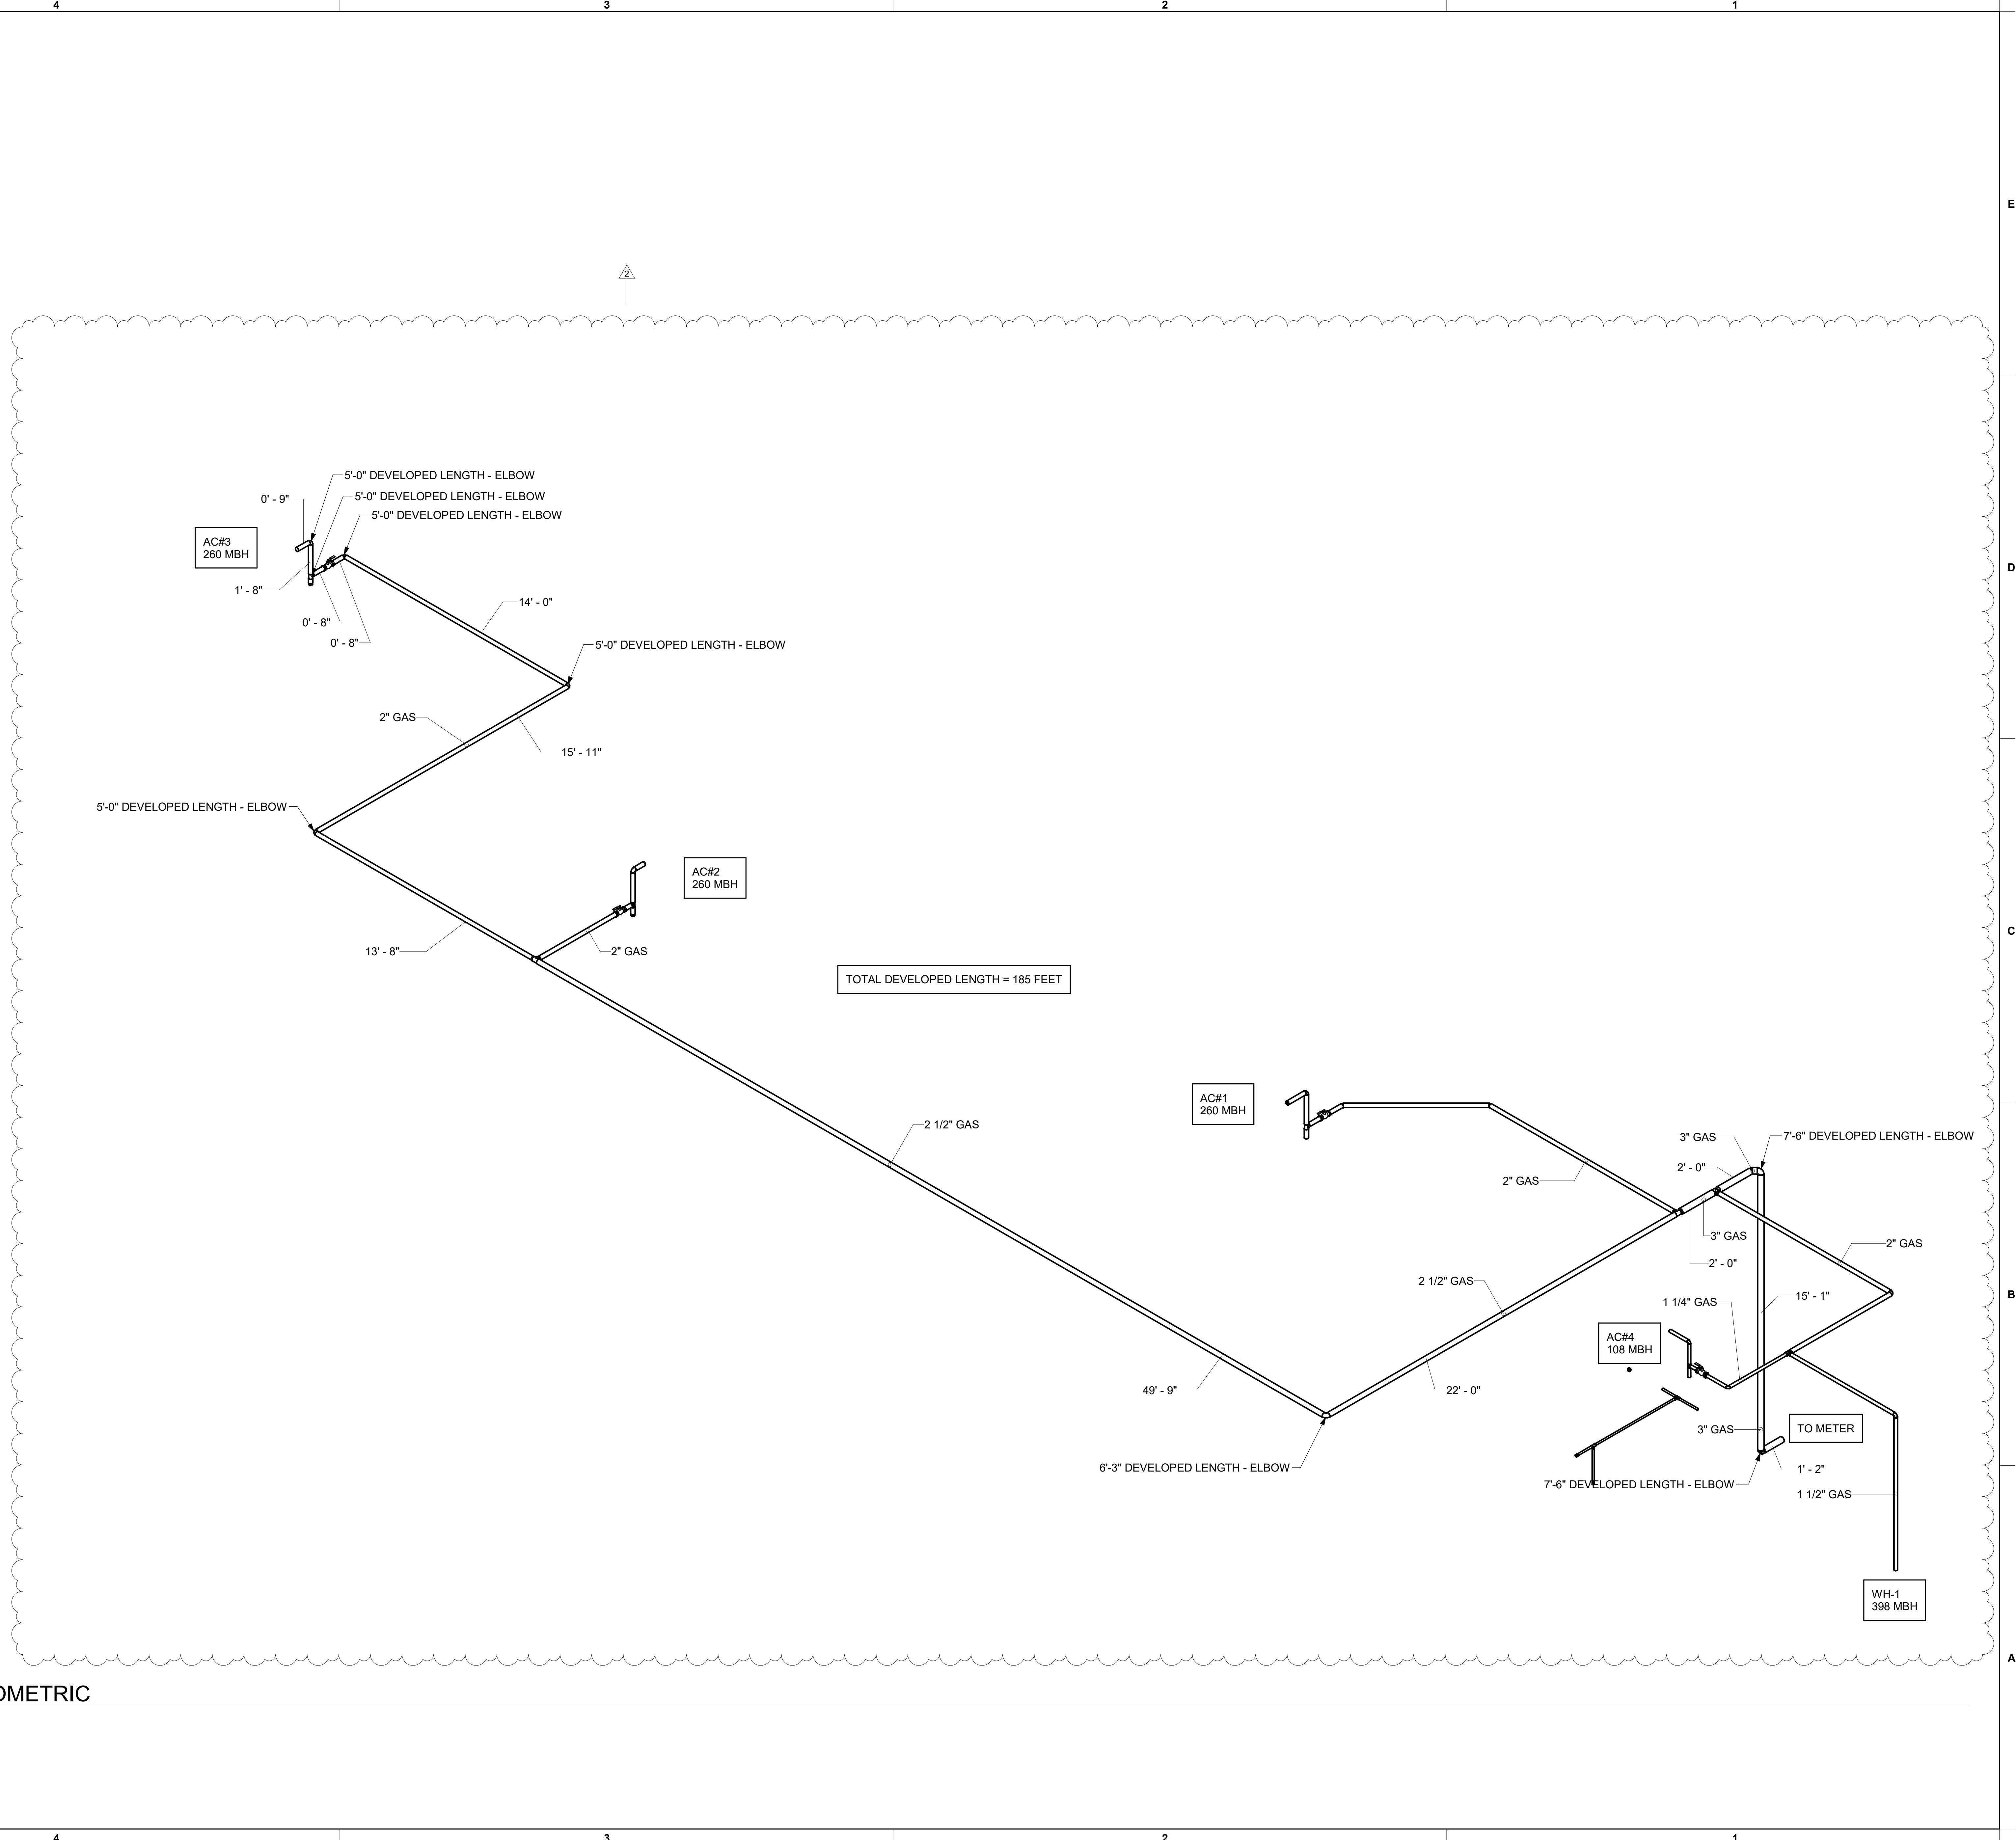 4
3
2
1
E
2
D
5'-0" DEVELOPED LENGTH - ELBOW
0' - 9"
5'-0" DEVELOPED LENGTH - ELBOW
5'-0" DEVELOPED LENGTH - ELBOW
AC#3
260 MBH
1' - 8"
0' - 8"
0' - 8"
14' - 0"
5'-0" DEVELOPED LENGTH - ELBOW
2" GAS
15' - 11"
5'-0" DEVELOPED LENGTH - ELBOW
AC#2
260 MBH
13' - 8"
2" GAS
C
TOTAL DEVELOPED LENGTH = 185 FEET
AC#1
260 MBH
2 1/2" GAS
3" GAS
7'-6" DEVELOPED LENGTH - ELBOW
2' - 0"
2" GAS
3" GAS
2" GAS
2' - 0"
2 1/2" GAS
1 1/4" GAS
15' - 1"
B
AC#4
108 MBH
49' - 9"
22' - 0"
3" GAS
TO METER
6'-3" DEVELOPED LENGTH - ELBOW
1' - 2"
7'-6" DEVELOPED LENGTH - ELBOW
1 1/2" GAS
WH-1
398 MBH
A
OMETRIC
4
3
2
1